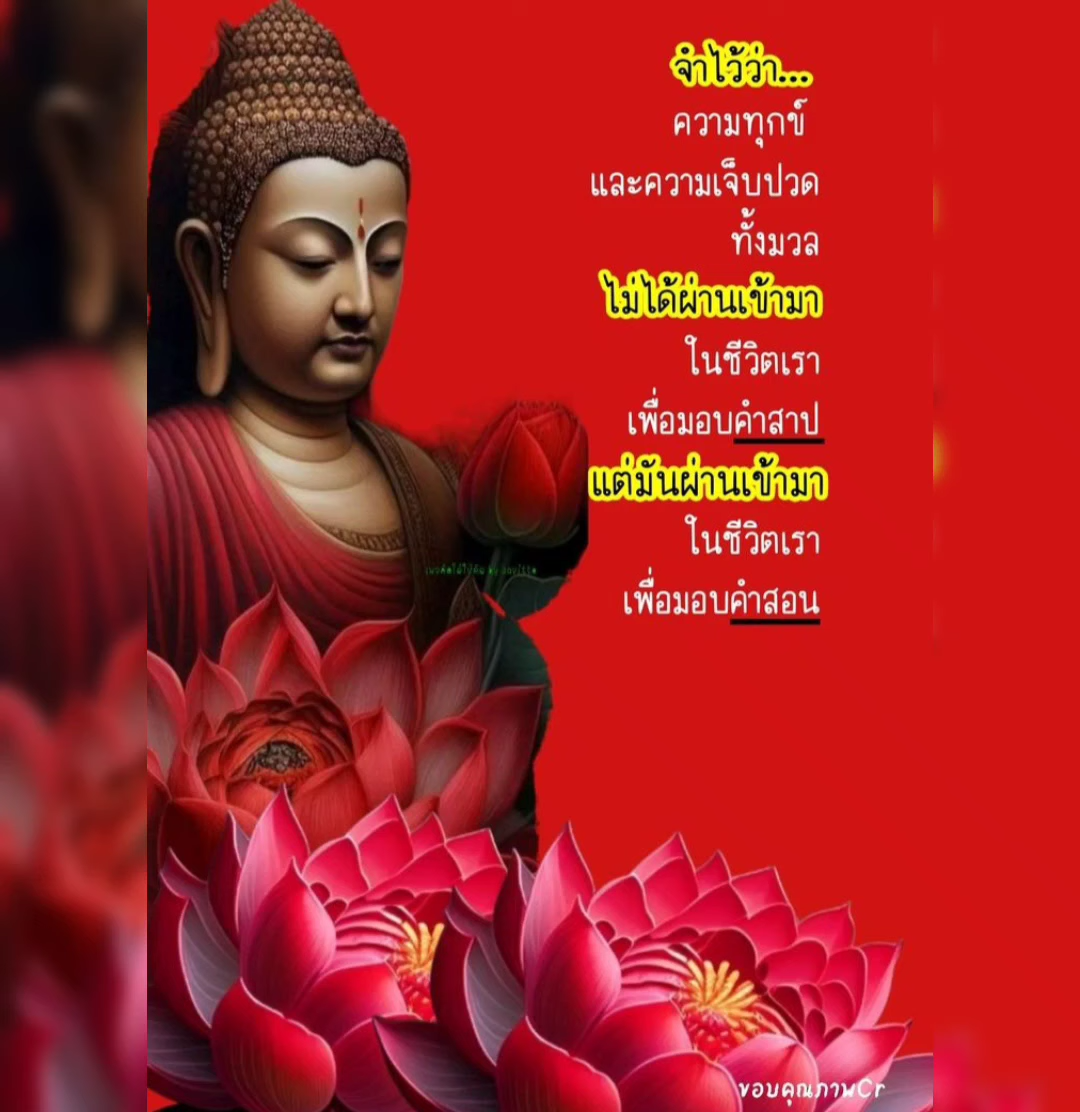 จำไว้ว่า...
ความทุกข์
และความเจ็บปวด
ทั้งมวล
ไม่ได้ผ่านเข้ามา
ในชีวิตเรา
เพื่อมอบคำสาป
แต่มันผ่านเข้ามา
ในชีวิตเรา
เพื่อมอบคำสอน
ขอบคุณภาพCr